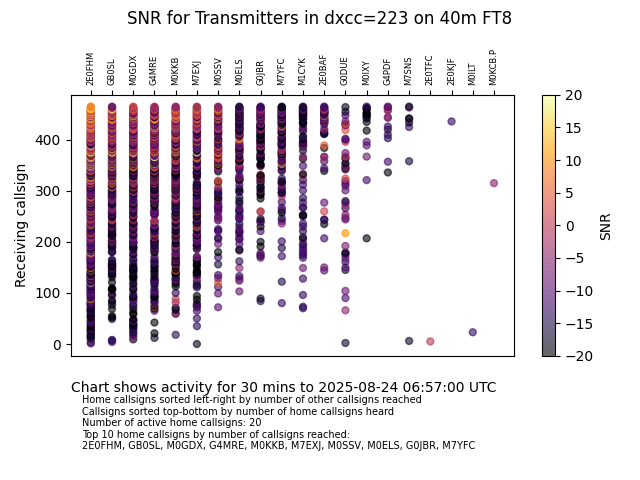 SNR for Transmitters in dxcc=223 on 40m FT8
2E0FHM GB0SL M0GDX G4MRE M0KKB M7EXJ M0SSV M0ELS G0JBR M7YFC M1CYK 2E0BAF G0DUE M0IXY G4PDF M7SNS 2E0TFC 2E0KJF M0ILT M0KCB.P
Receiving callsign
400
300
200
100
0
20
15
10
5
0
−5
−10
−15
−20
SNR
Chart shows activity for 30 mins to 2025-08-24 06:57:00 UTC
Home callsigns sorted left-right by number of other callsigns reached
Callsigns sorted top-bottom by number of home callsigns heard
Number of active home callsigns: 20
Top 10 home callsigns by number of callsigns reached:
2E0FHM, GB0SL, M0GDX, G4MRE, M0KKB, M7EXJ, M0SSV, M0ELS, G0JBR, M7YFC